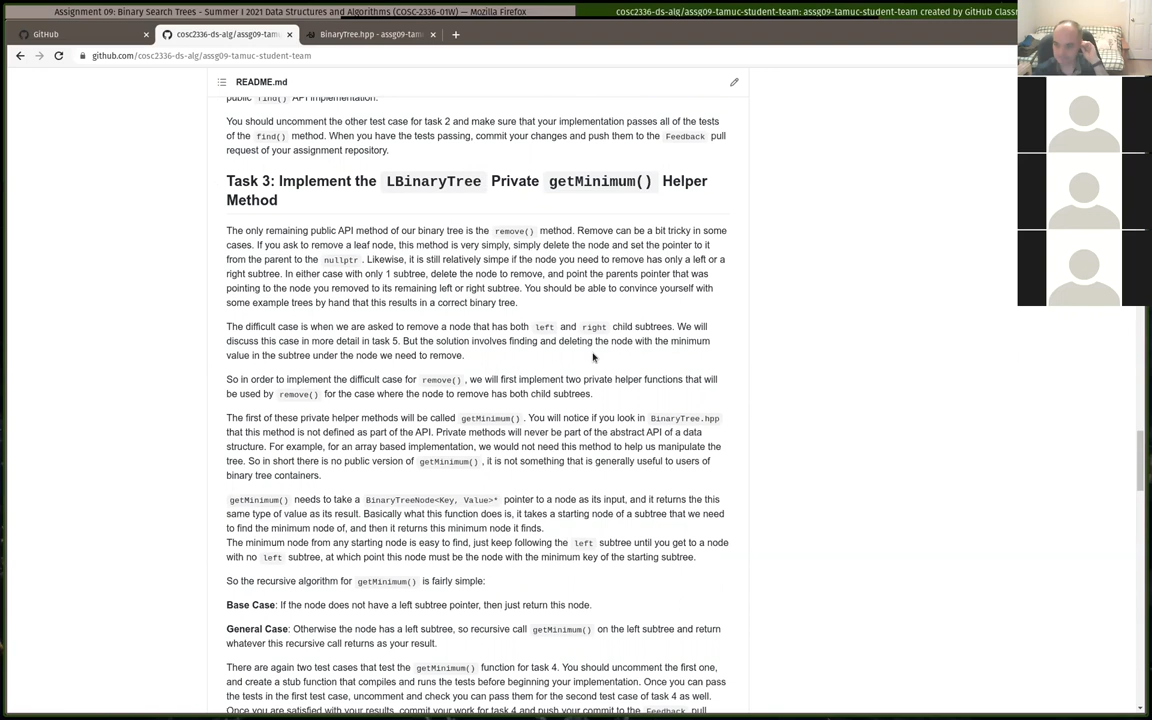 Assignment 09: Binary Search Trees - Summer I 2021 Data Structures and Algorithms (COSC-2336-01W) — Mozilla Firefox
cosc2336-ds-alg/assg09-tamuc-student-team: assg09-tamuc-student-team created by GitHub Classr
GitHub
cosc2336-ds-alg/assg09-tam
BinaryTree.hpp - assg09-tamu
github.com/cosc2336-ds-alg/assg09-tamuc-student-team
README.md
public find() API implementation.
You should uncomment the other test case for task 2 and make sure that your implementation passes all of the tests
of the find() method. When you have the tests passing, commit your changes and push them to the Feedback pull
request of your assignment repository.
Task 3: Implement the LBinaryTree Private getMinimum() Helper
Method
The only remaining public API method of our binary tree is the remove() method. Remove can be a bit tricky in some
cases. If you ask to remove a leaf node, this method is very simply, simply delete the node and set the pointer to it
from the parent to the nullptr. Likewise, it is still relatively simpe if the node you need to remove has only a left or a
right subtree. In either case with only 1 subtree, delete the node to remove, and point the parents pointer that was
pointing to the node you removed to its remaining left or right subtree. You should be able to convince yourself with
some example trees by hand that this results in a correct binary tree.
The difficult case is when we are asked to remove a node that has both left and right child subtrees. We will
discuss this case in more detail in task 5. But the solution involves finding and deleting the node with the minimum
value in the subtree under the node we need to remove.
So in order to implement the difficult case for remove(), we will first implement two private helper functions that will
be used by remove() for the case where the node to remove has both child subtrees.
The first of these private helper methods will be called getMinimum(). You will notice if you look in BinaryTree.hpp
that this method is not defined as part of the API. Private methods will never be part of the abstract API of a data
structure. For example, for an array based implementation, we would not need this method to help us manipulate the
tree. So in short there is no public version of getMinimum(), it is not something that is generally useful to users of
binary tree containers.
getMinimum() needs to take a BinaryTreeNode<Key, Value>* pointer to a node as its input, and it returns the this
same type of value as its result. Basically what this function does is, it takes a starting node of a subtree that we need
to find the minimum node of, and then it returns this minimum node it finds.
The minimum node from any starting node is easy to find, just keep following the left subtree until you get to a node
with no left subtree, at which point this node must be the node with the minimum key of the starting subtree.
So the recursive algorithm for getMinimum() is fairly simple:
Base Case: If the node does not have a left subtree pointer, then just return this node.
General Case: Otherwise the node has a left subtree, so recursive call getMinimum() on the left subtree and return
whatever this recursive call returns as your result.
There are again two test cases that test the getMinimum() function for task 4. You should uncomment the first one,
and create a stub function that compiles and runs the tests before beginning your implementation. Once you can pass
the tests in the first test case, uncomment and check you can pass them for the second test case of task 4 as well.
Once you are satisfied with your results, commit your work for task 4 and push your commit to the Feedback pull